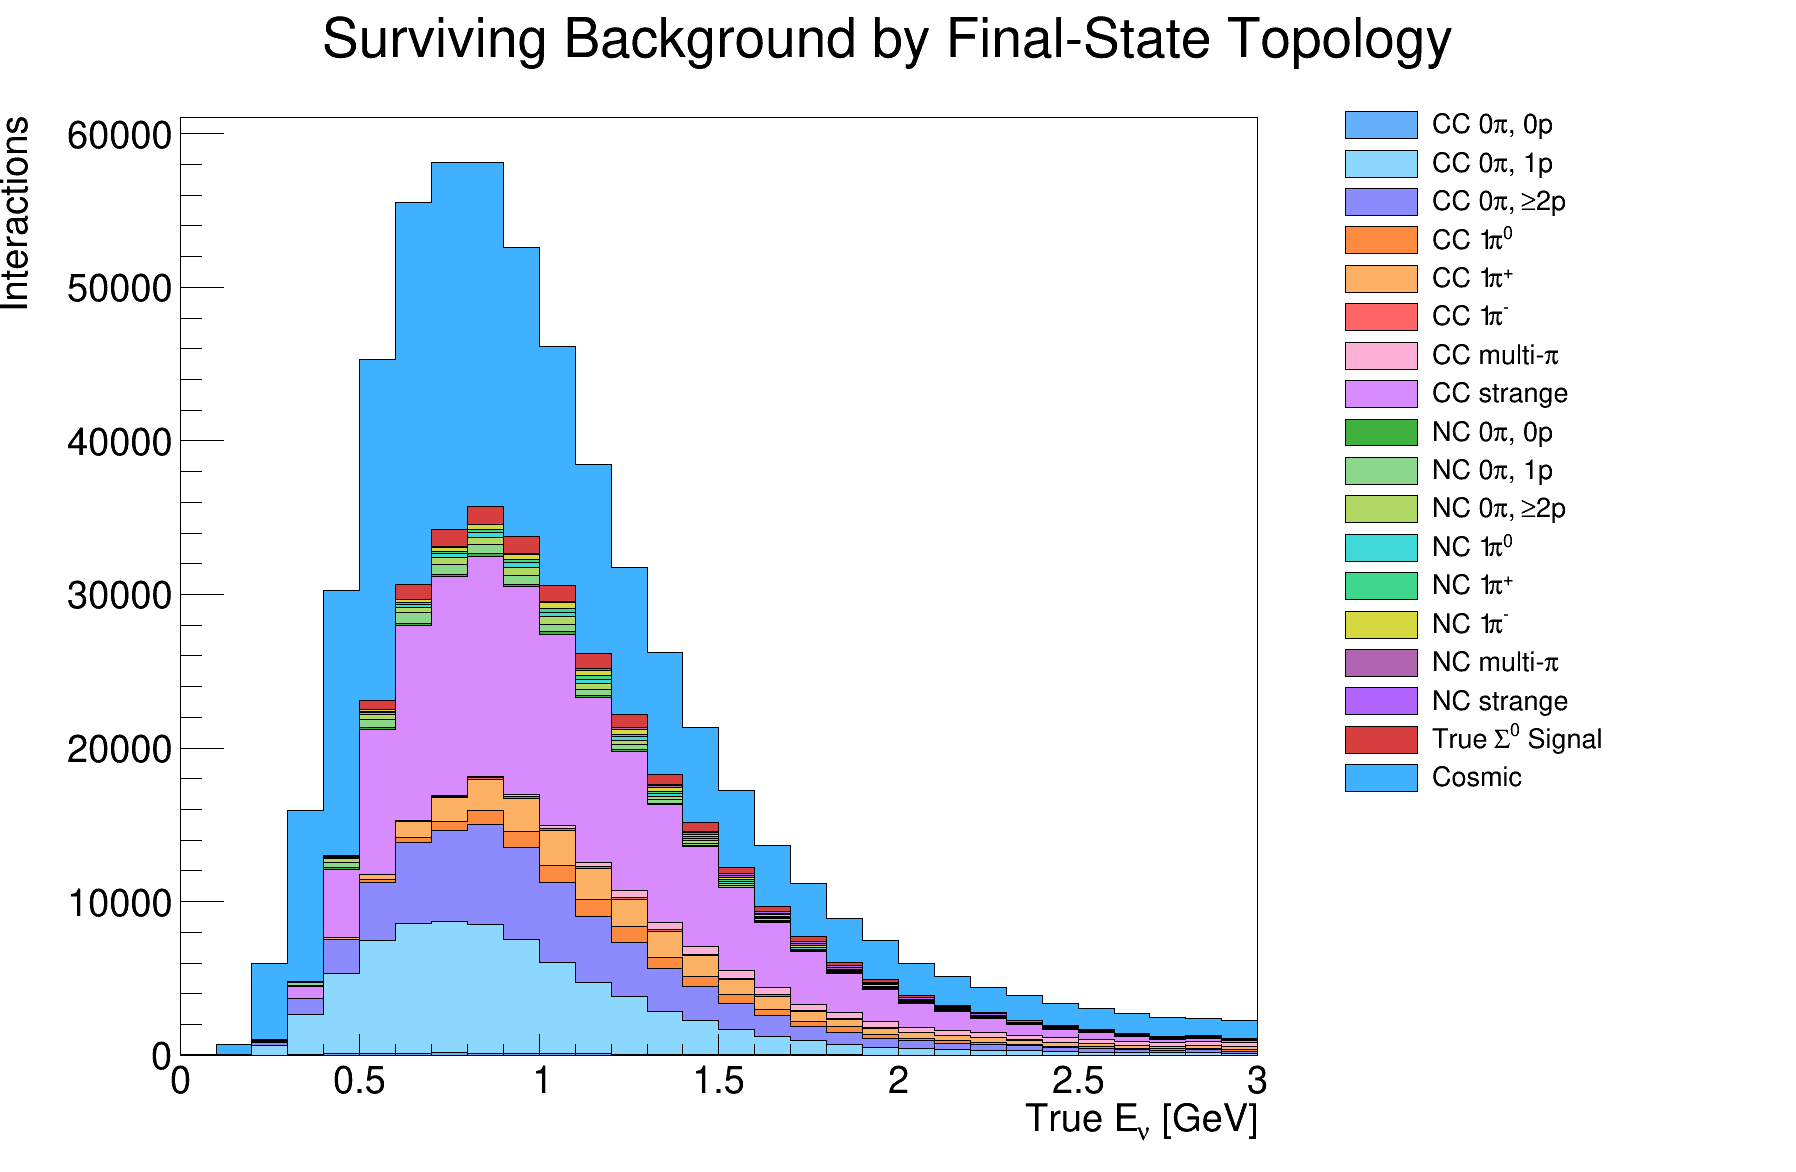 Surviving Background by Final-State Topology
Interactions
60000
50000
40000
30000
20000
10000
0
0 0.5 1 1.5 2 2.5 3
True Eν [GeV]
CC 0π, 0p
CC 0π, 1p
CC 0π, ≥2p
CC 1π⁰
CC 1π⁺
CC 1π⁻
CC multi-π
CC strange
NC 0π, 0p
NC 0π, 1p
NC 0π, ≥2p
NC 1π⁰
NC 1π⁺
NC 1π⁻
NC multi-π
NC strange
True Σ⁰ Signal
Cosmic